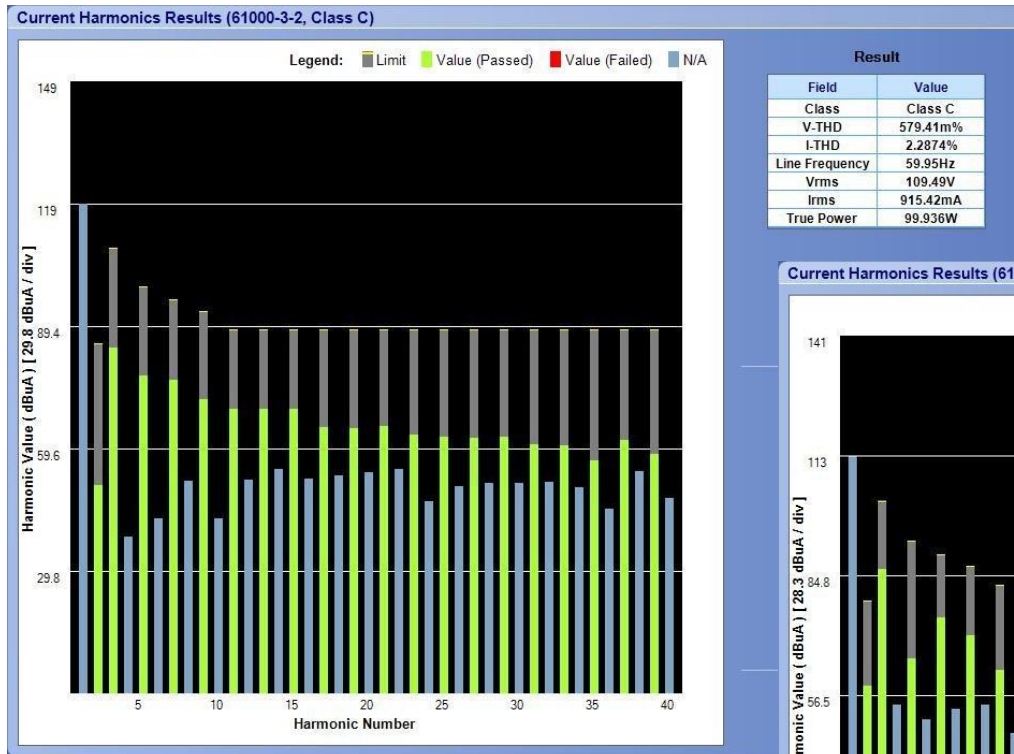 Current Harmonics Results (61000-3-2, Class C)
Legend: Limit Value (Passed) Value (Failed) N/A
149
119
89.4
59.6
29.8
Harmonic Value ( dBuA ) [ 29.8 dBuA / div ]
5 10 15 20 25 30 35 40
Harmonic Number
Result
Field Value
Class Class C
V-THD 579.41m%
I-THD 2.2874%
Line Frequency 59.95Hz
Vrms 109.49V
Irms 915.42mA
True Power 99.936W
Current Harmonics Results (61
141
113
84.8
56.5
monic Value ( dBuA ) [ 28.3 dBuA / div ]